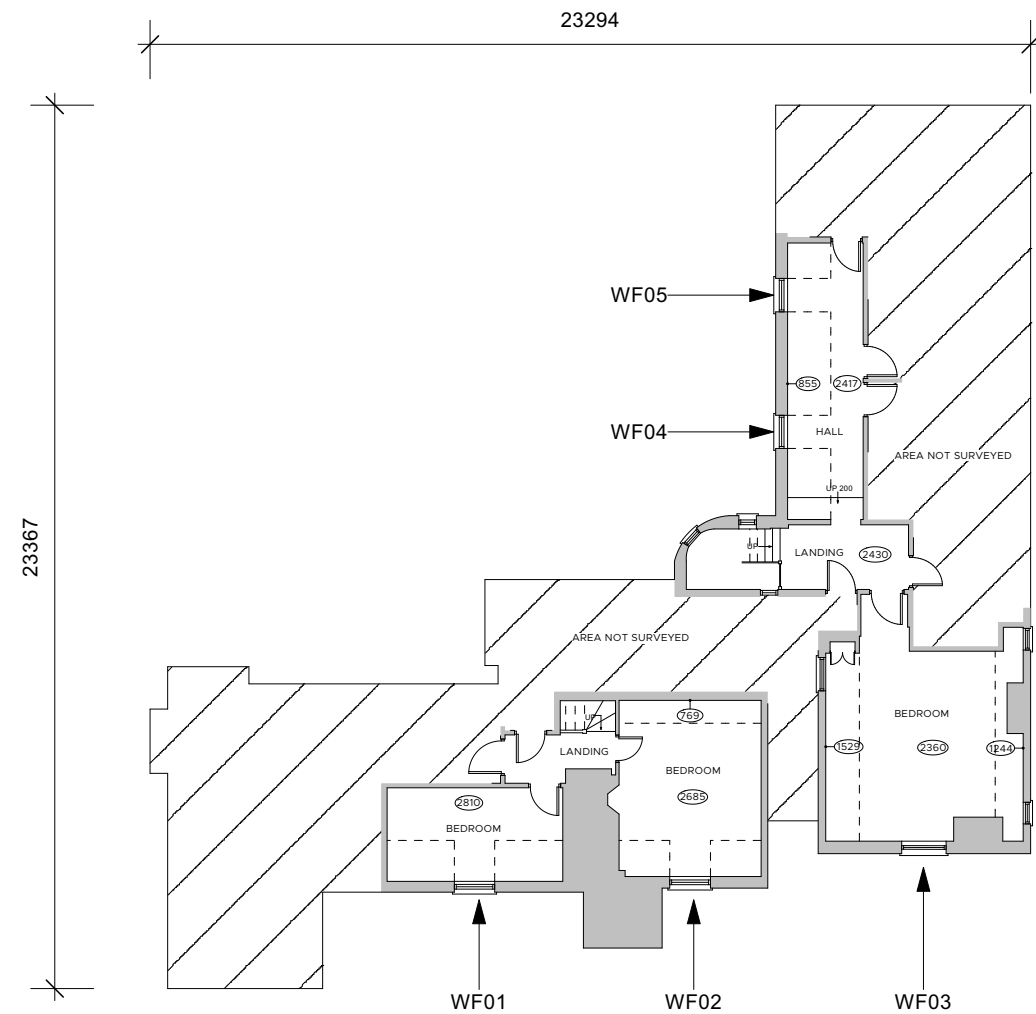 23294
23367
WF05
855
2417
WF04
HALL
AREA NOT SURVEYED
UP 200
UP
LANDING
2430
AREA NOT SURVEYED
UP
769
BEDROOM
LANDING
1529
2360
1244
BEDROOM
2685
2810
BEDROOM
WF01
WF02
WF03